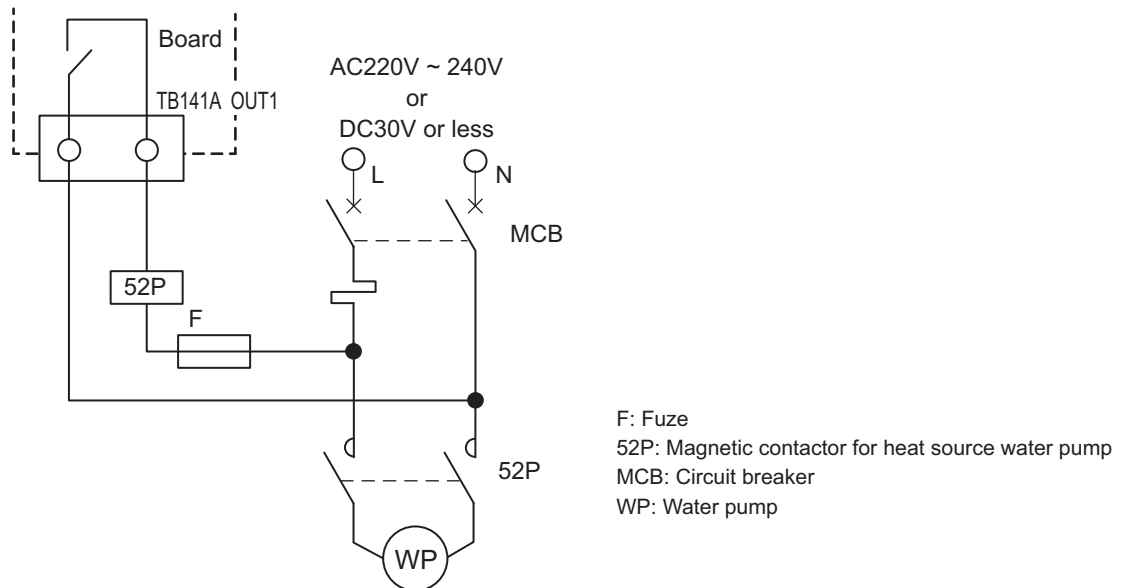 Board
TB141A OUT1
AC220V ~ 240V
or
DC30V or less
L
N
MCB
52P
F
52P
WP
F: Fuze
52P: Magnetic contactor for heat source water pump
MCB: Circuit breaker
WP: Water pump